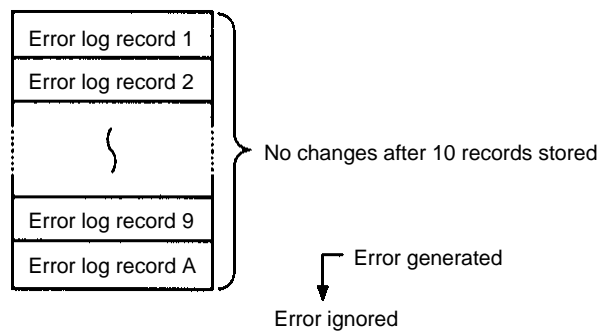 Error log record 1
Error log record 2
No changes after 10 records stored
Error log record 9
Error log record A
Error generated
Error ignored